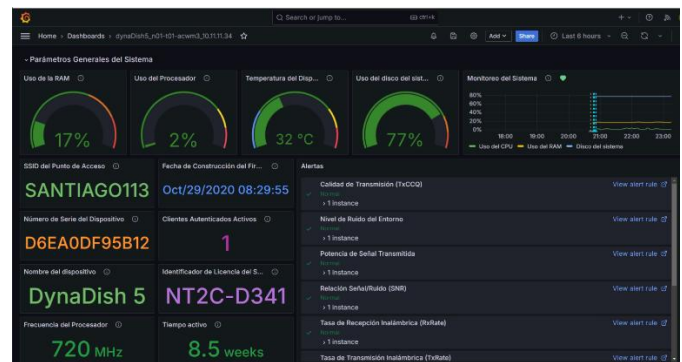 Search or jump to...
ctrl+k
Home › Dashboards › dynaDish5_n01-t01-acwm3_10.11.11.34
Add
Share
Last 6 hours
Parámetros Generales del Sistema
Uso de la RAM
17%
Uso del Procesador
2%
Temperatura del Disp...
32 °C
Uso del disco del sist...
77%
Monitoreo del Sistema
80%
60%
40%
20%
0%
18:00 19:00 20:00 21:00 22:00 23:00
Uso del CPU Uso del RAM Disco del sistema
SSID del Punto de Acceso
SANTIAGO113
Fecha de Construcción del Fir...
Oct/29/2020 08:29:55
Número de Serie del Dispositivo
D6EA0DF95B12
Clientes Autenticados Activos
1
Nombre del dispositivo
DynaDish 5
Identificador de Licencia del S...
NT2C-D341
Frecuencia del Procesador
720 MHz
Tiempo activo
8.5 weeks
Alertas
Calidad de Transmisión (TxCCQ)
View alert rule
Normal
› 1 instance
Nivel de Ruido del Entorno
View alert rule
Normal
› 1 instance
Potencia de Señal Transmitida
View alert rule
Normal
› 1 instance
Relación Señal/Ruido (SNR)
View alert rule
Normal
› 1 instance
Tasa de Recepción Inalámbrica (RxRate)
View alert rule
Normal
› 1 instance
Tasa de Transmisión Inalámbrica (TxRate)
View alert rule